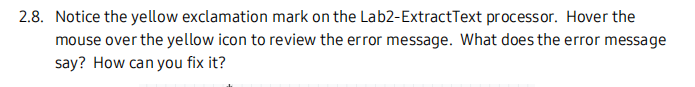 2.8. Notice the yellow exclamation mark on the Lab2-ExtractText processor. Hover the
mouse over the yellow icon to review the error message. What does the error message
say? How can you fix it?